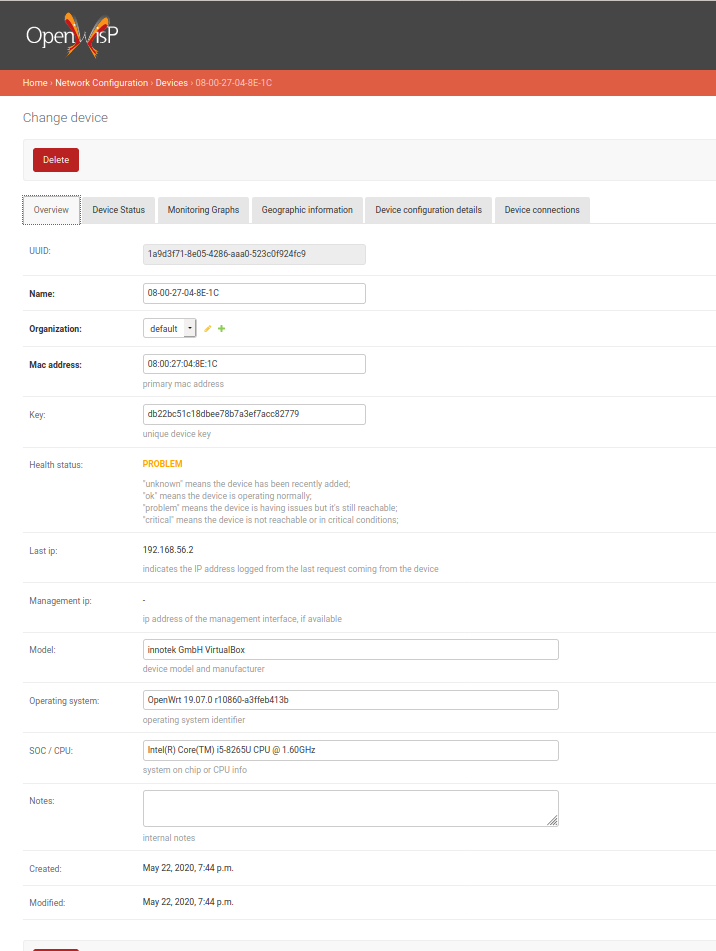 OpenWISP
Home › Network Configuration › Devices › 08-00-27-04-8E-1C
Change device
Delete
Overview Device Status Monitoring Graphs Geographic information Device configuration details Device connections
UUID: 1a9d3f71-8e05-4286-aaa0-523c0f924fc9
Name: 08-00-27-04-8E-1C
Organization: default
Mac address: 08:00:27:04:8E:1C
primary mac address
Key: db22bc51c18dbee78b7a3ef7acc82779
unique device key
Health status: PROBLEM
"unknown" means the device has been recently added;
"ok" means the device is operating normally;
"problem" means the device is having issues but it's still reachable;
"critical" means the device is not reachable or in critical conditions;
Last ip: 192.168.56.2
indicates the IP address logged from the last request coming from the device
Management ip: -
ip address of the management interface, if available
Model: innotek GmbH VirtualBox
device model and manufacturer
Operating system: OpenWrt 19.07.0 r10860-a3ffeb413b
operating system identifier
SOC / CPU: Intel(R) Core(TM) i5-8265U CPU @ 1.60GHz
system on chip or CPU info
Notes:
internal notes
Created: May 22, 2020, 7:44 p.m.
Modified: May 22, 2020, 7:44 p.m.